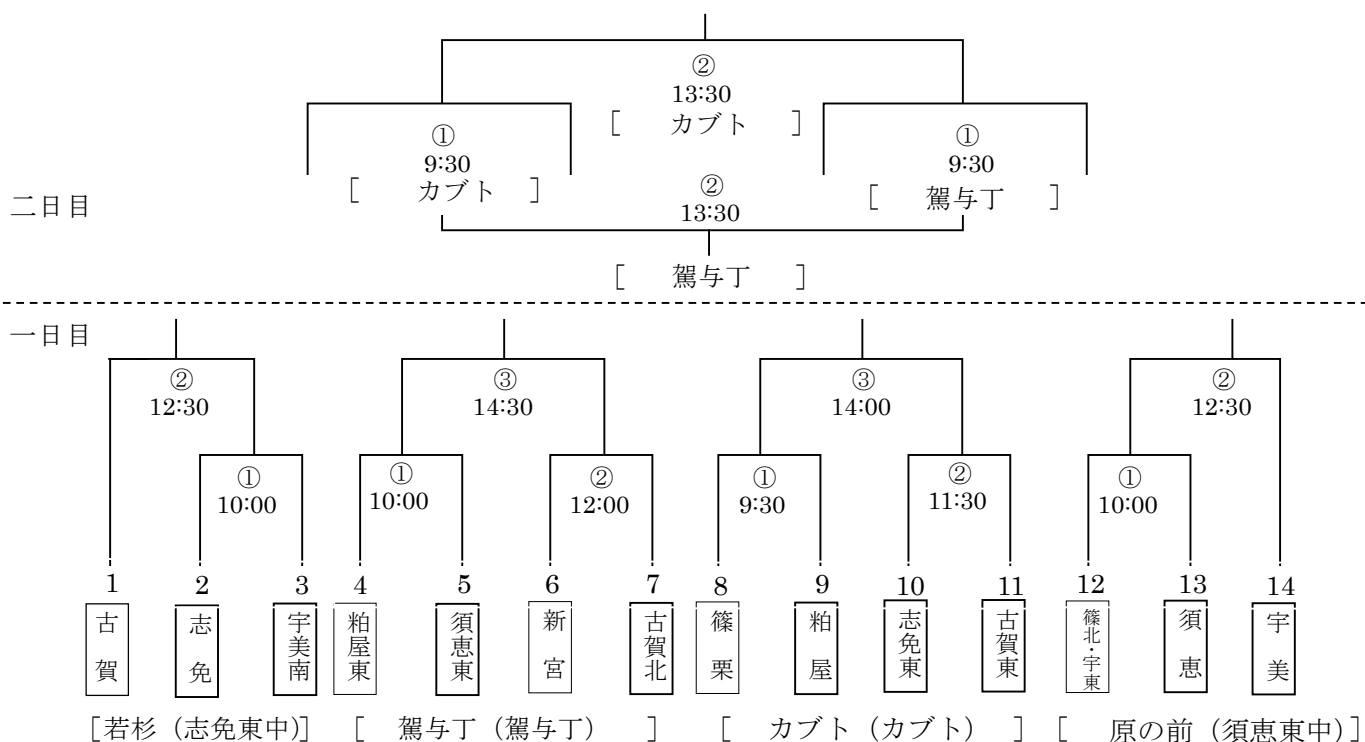 ②
13:30
[ カブト ]
① ①
9:30 9:30
[ カブト ] ② [ 駕与丁 ]
二日目 13:30
[ 駕与丁 ]
一日目
② ③ ③ ②
12:30 14:30 14:00 12:30
① ① ② ① ② ①
10:00 10:00 12:00 9:30 11:30 10:00
1 2 3 4 5 6 7 8 9 10 11 12 13 14
古賀 志免 宇美南 粕屋東 須恵東 新宮 古賀北 篠栗 粕屋 志免東 古賀東 篠北・宇東 須恵 宇美
[若杉（志免東中)] [ 駕与丁（駕与丁） ] [ カブト（カブト） ] [ 原の前（須恵東中）]